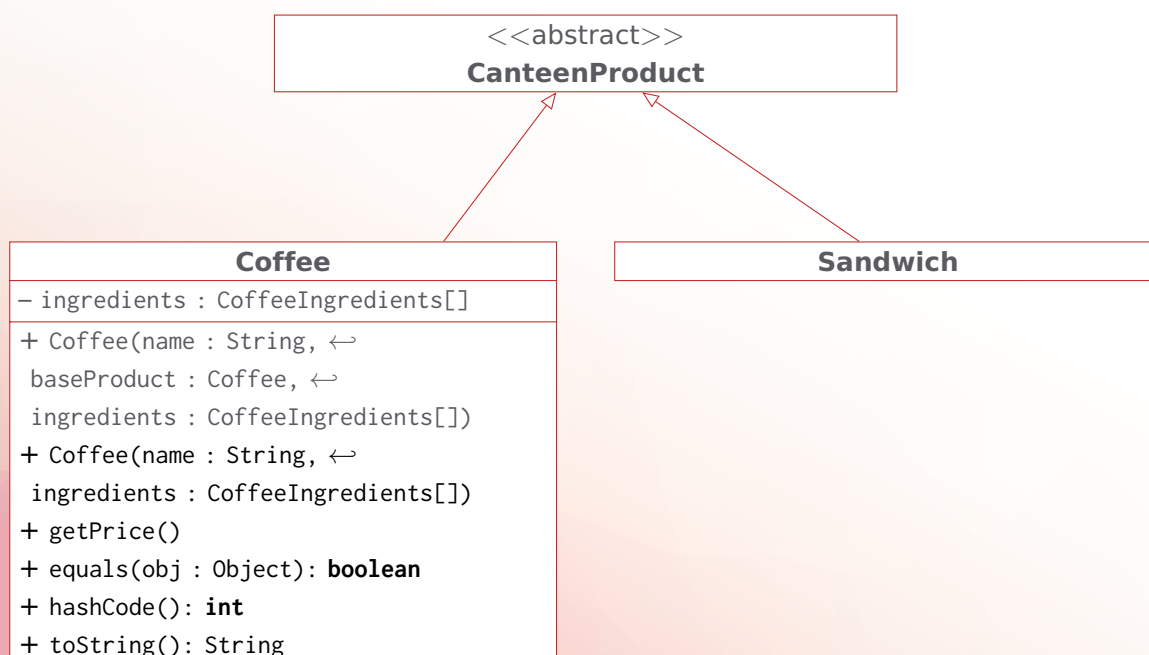 <<abstract>>
CanteenProduct
Coffee
− ingredients : CoffeeIngredients[]
+ Coffee(name : String, ↩
baseProduct : Coffee, ↩
ingredients : CoffeeIngredients[])
+ Coffee(name : String, ↩
ingredients : CoffeeIngredients[])
+ getPrice()
+ equals(obj : Object): boolean
+ hashCode(): int
+ toString(): String
Sandwich